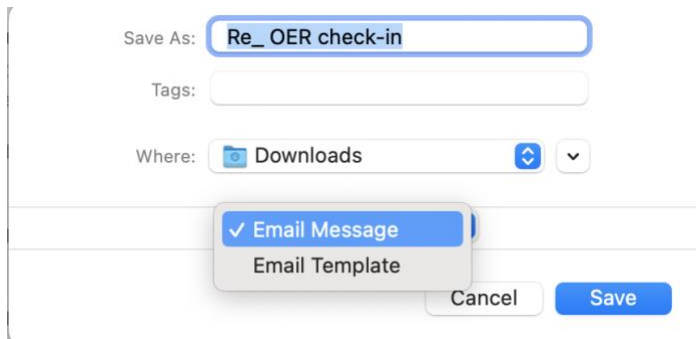 Save As: Re_ OER check-in
Tags:
Where: Downloads
✓ Email Message
Email Template
Cancel Save